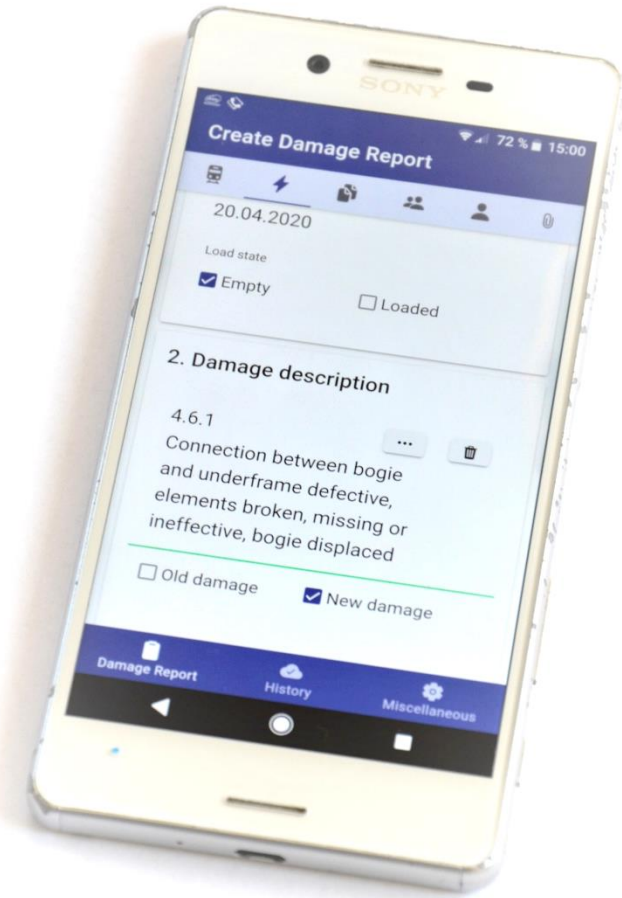 SONY
72 % 15:00
Create Damage Report
20.04.2020
Load state
Empty
Loaded
2. Damage description
4.6.1
Connection between bogie
and underframe defective,
elements broken, missing or
ineffective, bogie displaced
Old damage
New damage
Damage Report
History
Miscellaneous